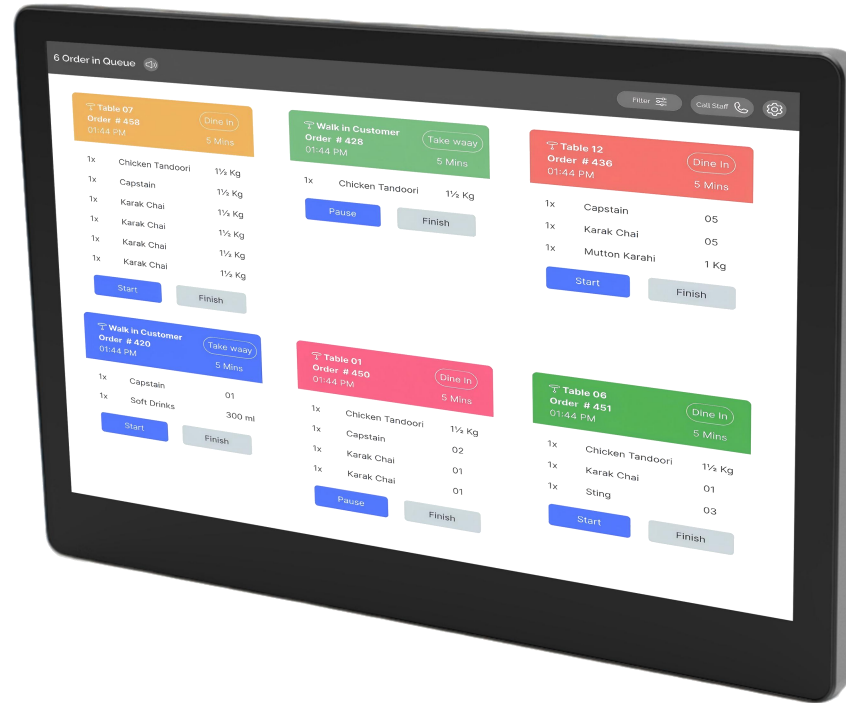 6 Order in Queue
Filter
Call Staff
Table 07
Order # 458
01:44 PM
Dine In
5 Mins
1x Chicken Tandoori 1½ Kg
1x Capstain 1½ Kg
1x Karak Chai 1½ Kg
1x Karak Chai 1½ Kg
1x Karak Chai 1½ Kg
1x Karak Chai 1½ Kg
Start Finish
Walk in Customer
Order # 428
01:44 PM
Take waay
5 Mins
1x Chicken Tandoori 1½ Kg
Pause Finish
Table 12
Order # 436
01:44 PM
Dine In
5 Mins
1x Capstain 05
1x Karak Chai 05
1x Mutton Karahi 1 Kg
Start Finish
Walk in Customer
Order # 420
01:44 PM
Take waay
5 Mins
1x Capstain 01
1x Soft Drinks 300 ml
Start Finish
Table 01
Order # 450
01:44 PM
Dine In
5 Mins
1x Chicken Tandoori 1½ Kg
1x Capstain 02
1x Karak Chai 01
1x Karak Chai 01
Pause Finish
Table 06
Order # 451
01:44 PM
Dine In
5 Mins
1x Chicken Tandoori 1½ Kg
1x Karak Chai 01
1x Sting 03
Start Finish